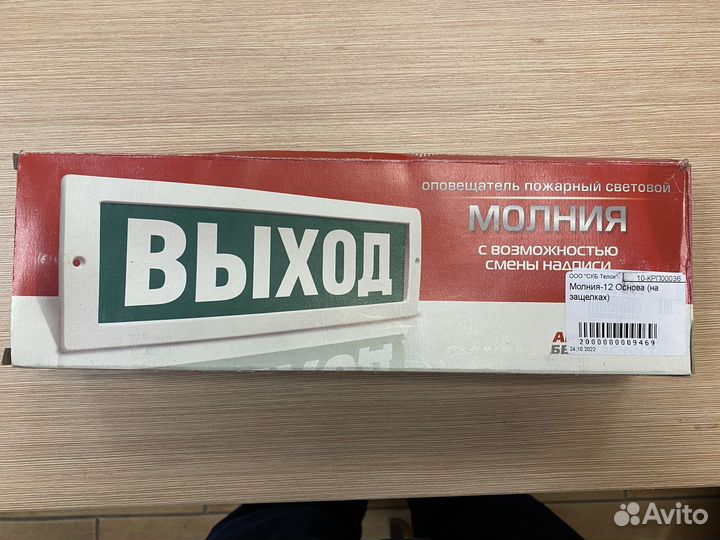 ВЫХОД
оповещатель пожарный световой
МОЛНИЯ
с возможностью
смены надписи
ООО "СКБ Телси"
10-КРП00036
Молния-12 Основа (на
защелках)
2000000009469
24.10.2022
Avito